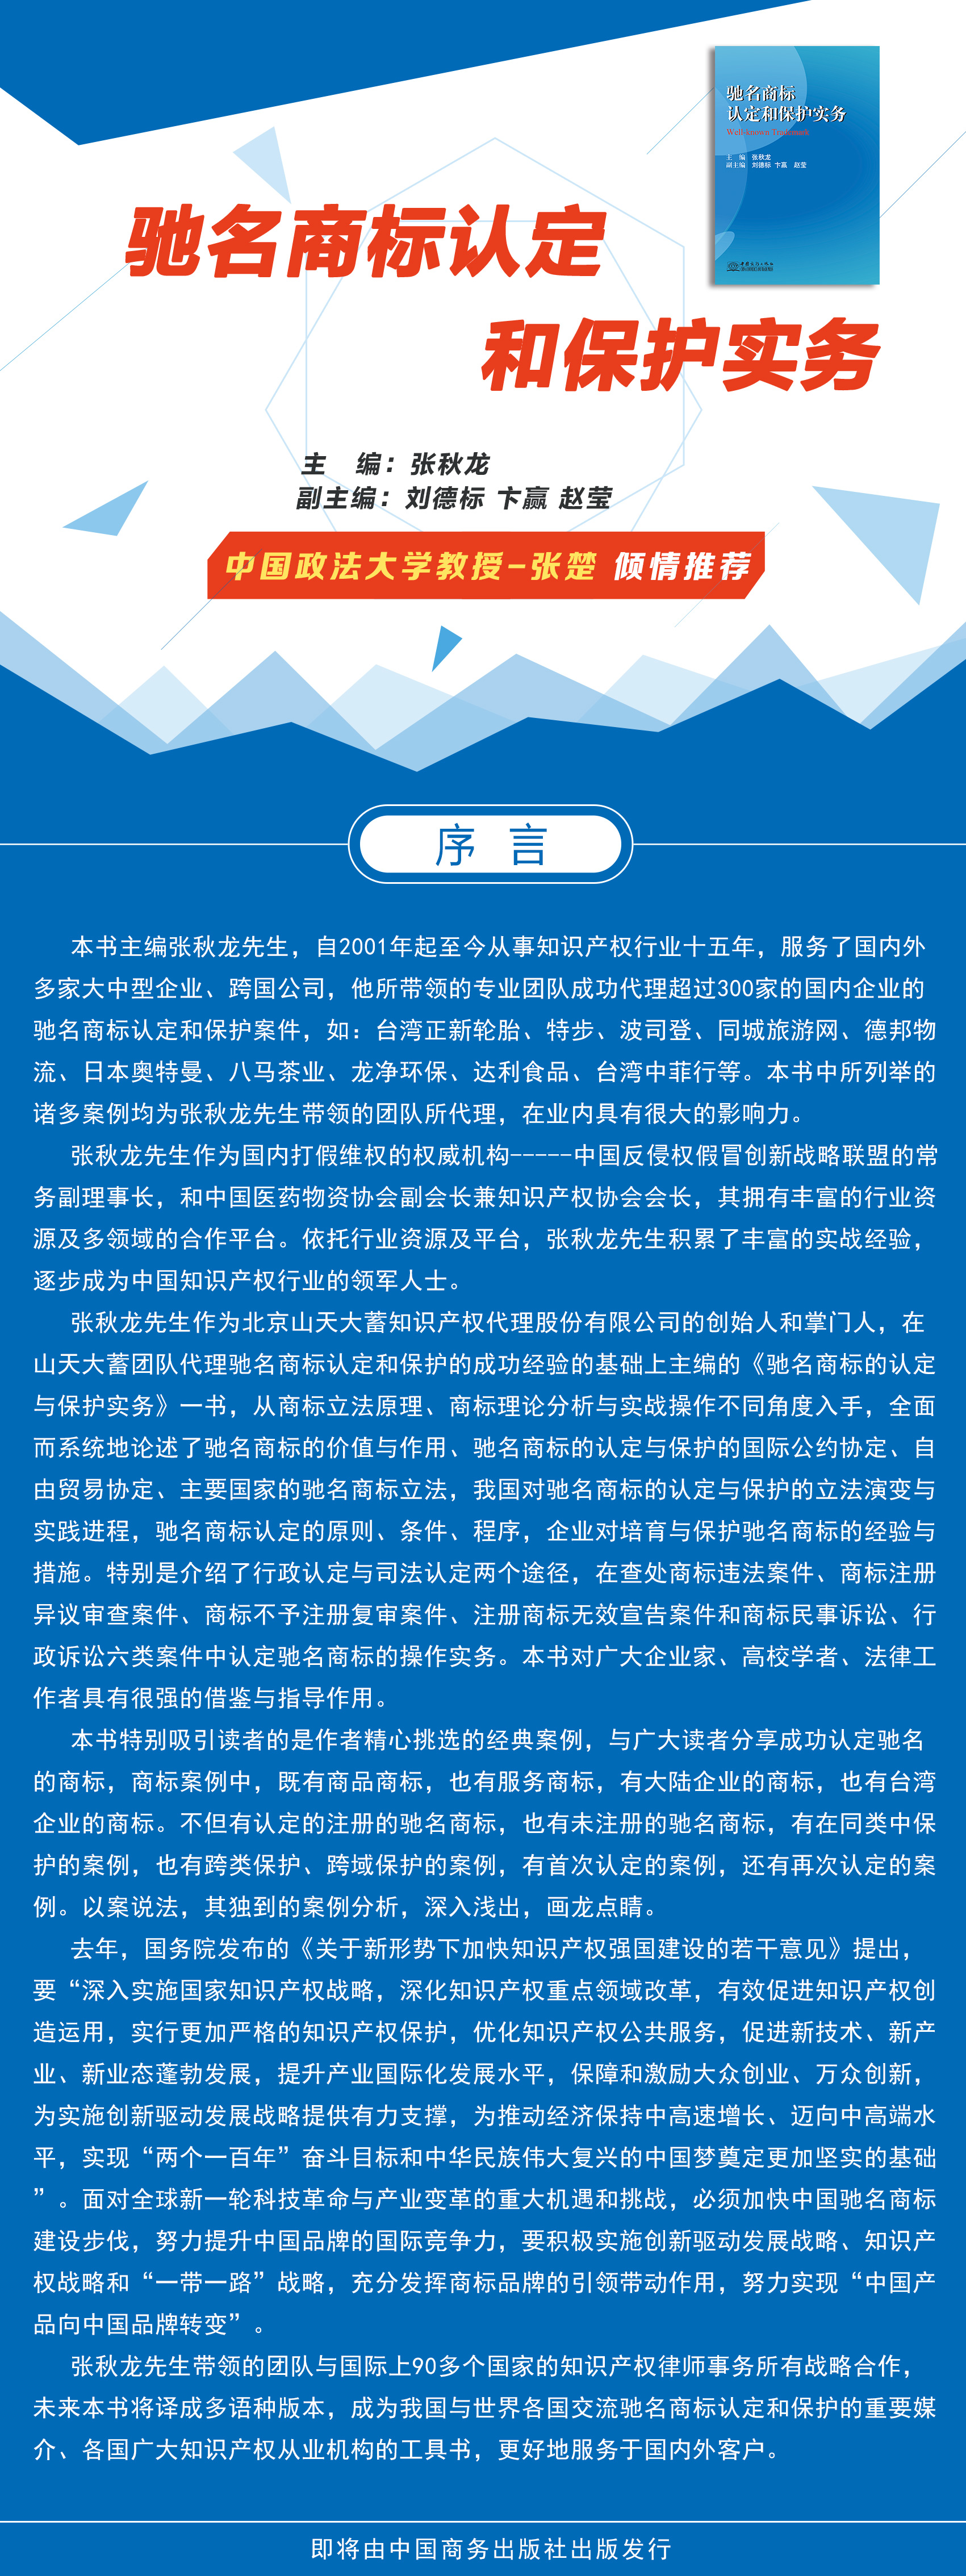 驰名商标
认定和保护实务
Well-known Trademark
主 编 张秋龙
副主编 刘德标 卞赢 赵莹
驰名商标认定
和保护实务
主 编：张秋龙
副主编：刘德标 卞赢 赵莹
中国政法大学教授-张楚 倾情推荐
序 言
本书主编张秋龙先生，自2001年起至今从事知识产权行业十五年，服务了国内外
多家大中型企业、跨国公司，他所带领的专业团队成功代理超过300家的国内企业的
驰名商标认定和保护案件，如：台湾正新轮胎、特步、波司登、同城旅游网、德邦物
流、日本奥特曼、八马茶业、龙净环保、达利食品、台湾中菲行等。本书中所列举的
诸多案例均为张秋龙先生带领的团队所代理，在业内具有很大的影响力。
张秋龙先生作为国内打假维权的权威机构-----中国反侵权假冒创新战略联盟的常
务副理事长，和中国医药物资协会副会长兼知识产权协会会长，其拥有丰富的行业资
源及多领域的合作平台。依托行业资源及平台，张秋龙先生积累了丰富的实战经验，
逐步成为中国知识产权行业的领军人士。
张秋龙先生作为北京山天大蓄知识产权代理股份有限公司的创始人和掌门人，在
山天大蓄团队代理驰名商标认定和保护的成功经验的基础上主编的《驰名商标的认定
与保护实务》一书，从商标立法原理、商标理论分析与实战操作不同角度入手，全面
而系统地论述了驰名商标的价值与作用、驰名商标的认定与保护的国际公约协定、自
由贸易协定、主要国家的驰名商标立法，我国对驰名商标的认定与保护的立法演变与
实践进程，驰名商标认定的原则、条件、程序，企业对培育与保护驰名商标的经验与
措施。特别是介绍了行政认定与司法认定两个途径，在查处商标违法案件、商标注册
异议审查案件、商标不予注册复审案件、注册商标无效宣告案件和商标民事诉讼、行
政诉讼六类案件中认定驰名商标的操作实务。本书对广大企业家、高校学者、法律工
作者具有很强的借鉴与指导作用。
本书特别吸引读者的是作者精心挑选的经典案例，与广大读者分享成功认定驰名
的商标，商标案例中，既有商品商标，也有服务商标，有大陆企业的商标，也有台湾
企业的商标。不但有认定的注册的驰名商标，也有未注册的驰名商标，有在同类中保
护的案例，也有跨类保护、跨域保护的案例，有首次认定的案例，还有再次认定的案
例。以案说法，其独到的案例分析，深入浅出，画龙点睛。
去年，国务院发布的《关于新形势下加快知识产权强国建设的若干意见》提出，
要“深入实施国家知识产权战略，深化知识产权重点领域改革，有效促进知识产权创
造运用，实行更加严格的知识产权保护，优化知识产权公共服务，促进新技术、新产
业、新业态蓬勃发展，提升产业国际化发展水平，保障和激励大众创业、万众创新，
为实施创新驱动发展战略提供有力支撑，为推动经济保持中高速增长、迈向中高端水
平，实现“两个一百年”奋斗目标和中华民族伟大复兴的中国梦奠定更加坚实的基础
”。面对全球新一轮科技革命与产业变革的重大机遇和挑战，必须加快中国驰名商标
建设步伐，努力提升中国品牌的国际竞争力，要积极实施创新驱动发展战略、知识产
权战略和“一带一路”战略，充分发挥商标品牌的引领带动作用，努力实现“中国产
品向中国品牌转变”。
张秋龙先生带领的团队与国际上90多个国家的知识产权律师事务所有战略合作，
未来本书将译成多语种版本，成为我国与世界各国交流驰名商标认定和保护的重要媒
介、各国广大知识产权从业机构的工具书，更好地服务于国内外客户。
即将由中国商务出版社出版发行